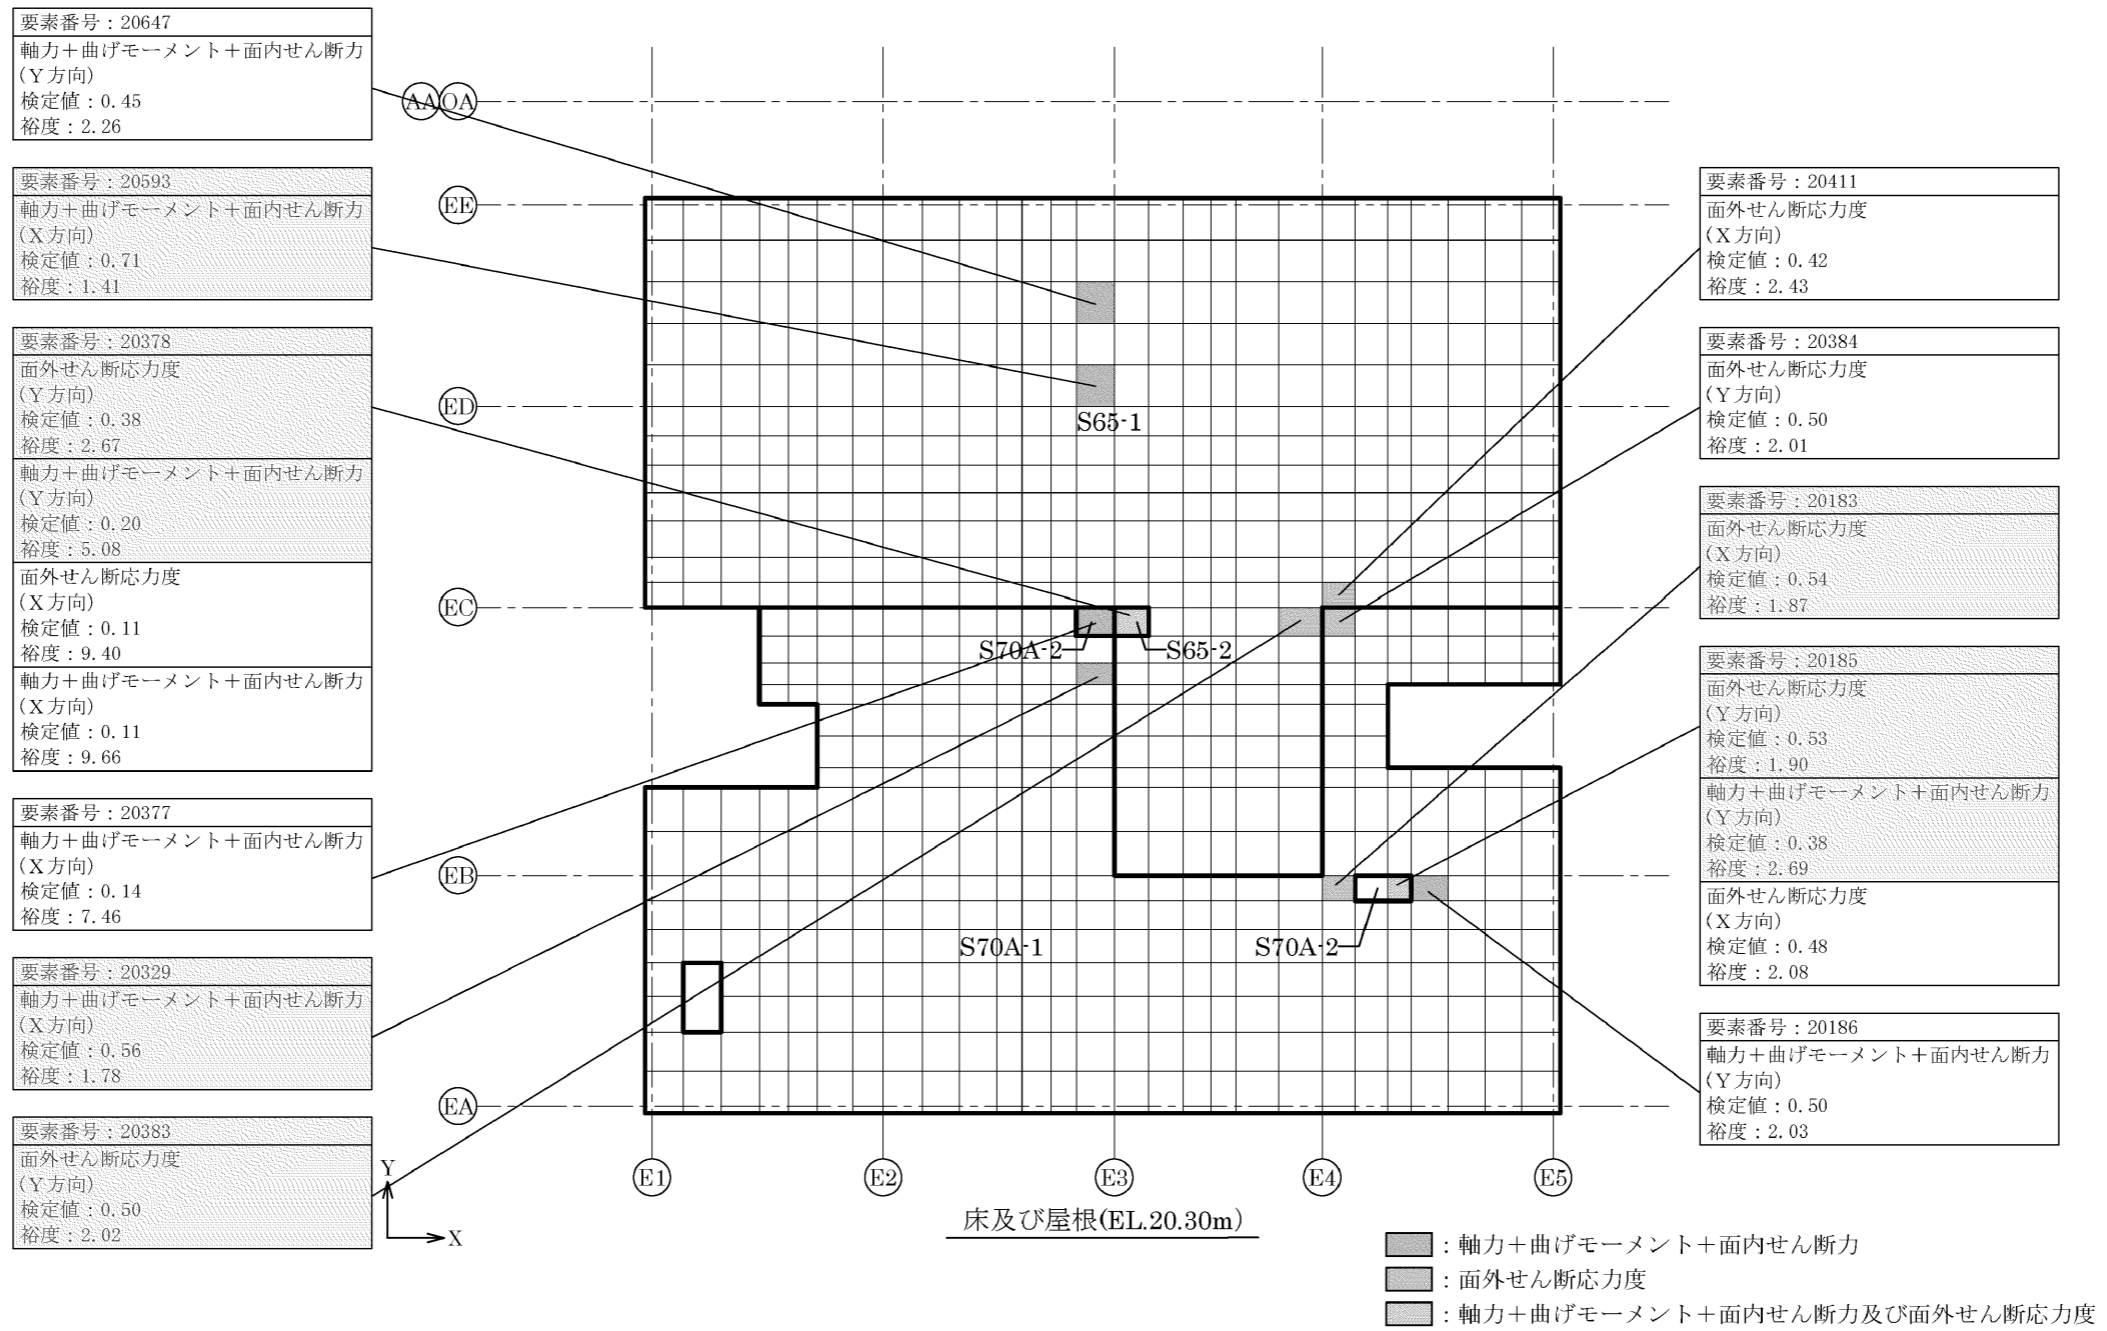 要素番号：20647
軸力＋曲げモーメント＋面内せん断力
(Ｙ方向)
検定値：0.45
裕度：2.26
要素番号：20593
軸力＋曲げモーメント＋面内せん断力
(Ｘ方向)
検定値：0.71
裕度：1.41
要素番号：20378
面外せん断応力度
(Ｙ方向)
検定値：0.38
裕度：2.67
軸力＋曲げモーメント＋面内せん断力
(Ｙ方向)
検定値：0.20
裕度：5.08
面外せん断応力度
(Ｘ方向)
検定値：0.11
裕度：9.40
軸力＋曲げモーメント＋面内せん断力
(Ｘ方向)
検定値：0.11
裕度：9.66
要素番号：20377
軸力＋曲げモーメント＋面内せん断力
(Ｘ方向)
検定値：0.14
裕度：7.46
要素番号：20329
軸力＋曲げモーメント＋面内せん断力
(Ｘ方向)
検定値：0.56
裕度：1.78
要素番号：20383
面外せん断応力度
(Ｙ方向)
検定値：0.50
裕度：2.02
Y
X
AA
OA
EE
ED
EC
EB
EA
S65-1
S70A-2
S65-2
S70A-1
S70A-2
E1
E2
E3
E4
E5
床及び屋根(EL.20.30m)
要素番号：20411
面外せん断応力度
(Ｘ方向)
検定値：0.42
裕度：2.43
要素番号：20384
面外せん断応力度
(Ｙ方向)
検定値：0.50
裕度：2.01
要素番号：20183
面外せん断応力度
(Ｘ方向)
検定値：0.54
裕度：1.87
要素番号：20185
面外せん断応力度
(Ｙ方向)
検定値：0.53
裕度：1.90
軸力＋曲げモーメント＋面内せん断力
(Ｙ方向)
検定値：0.38
裕度：2.69
面外せん断応力度
(Ｘ方向)
検定値：0.48
裕度：2.08
要素番号：20186
軸力＋曲げモーメント＋面内せん断力
(Ｙ方向)
検定値：0.50
裕度：2.03
：軸力＋曲げモーメント＋面内せん断力
：面外せん断応力度
：軸力＋曲げモーメント＋面内せん断力及び面外せん断応力度